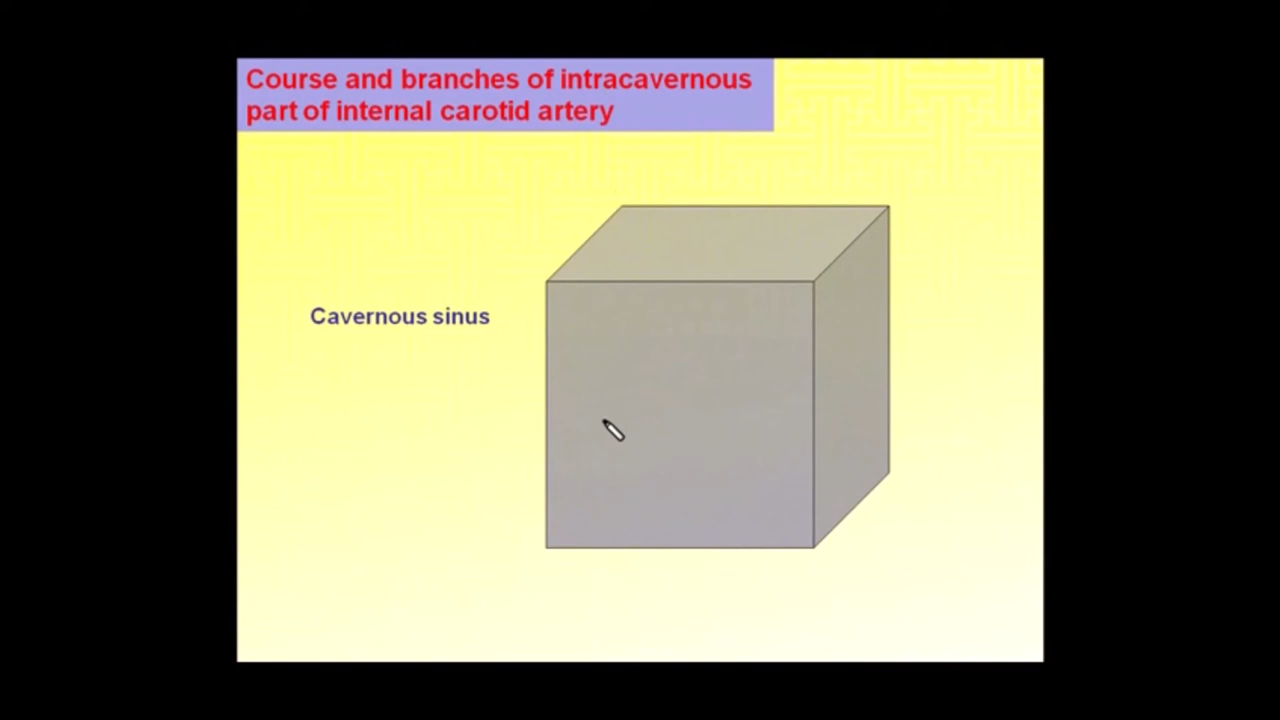 Course and branches of intracavernous
part of internal carotid artery
Cavernous sinus